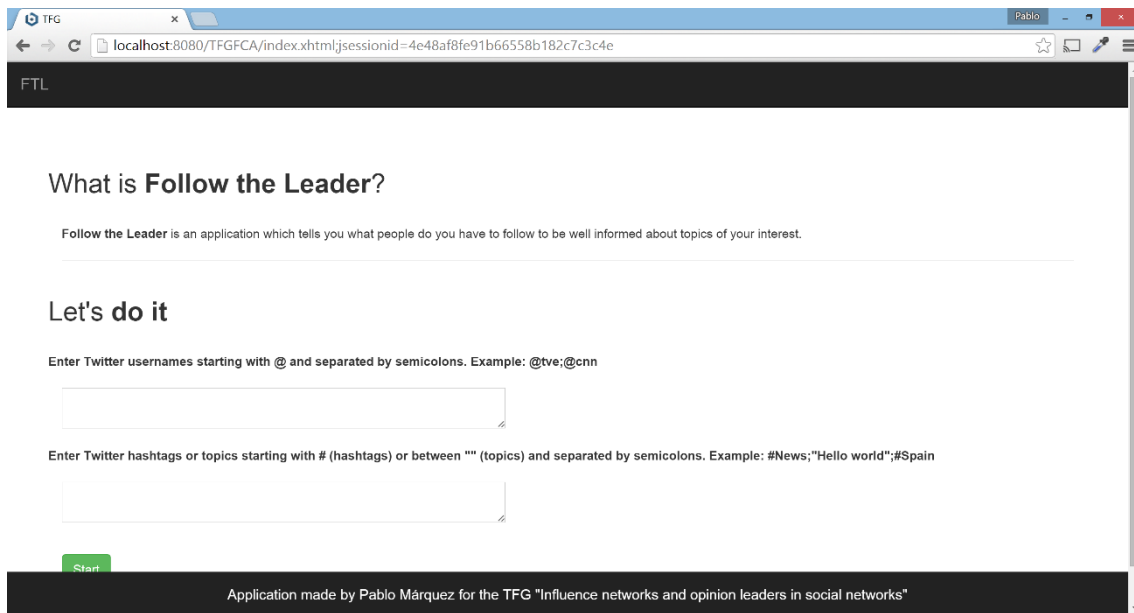 TFG
Pablo
localhost:8080/TFGFCA/index.xhtml;jsessionid=4e48af8fe91b66558b182c7c3c4e
FTL
What is Follow the Leader?
Follow the Leader is an application which tells you what people do you have to follow to be well informed about topics of your interest.
Let's do it
Enter Twitter usernames starting with @ and separated by semicolons. Example: @tve;@cnn
Enter Twitter hashtags or topics starting with # (hashtags) or between "" (topics) and separated by semicolons. Example: #News;"Hello world";#Spain
Start
Application made by Pablo Márquez for the TFG "Influence networks and opinion leaders in social networks"